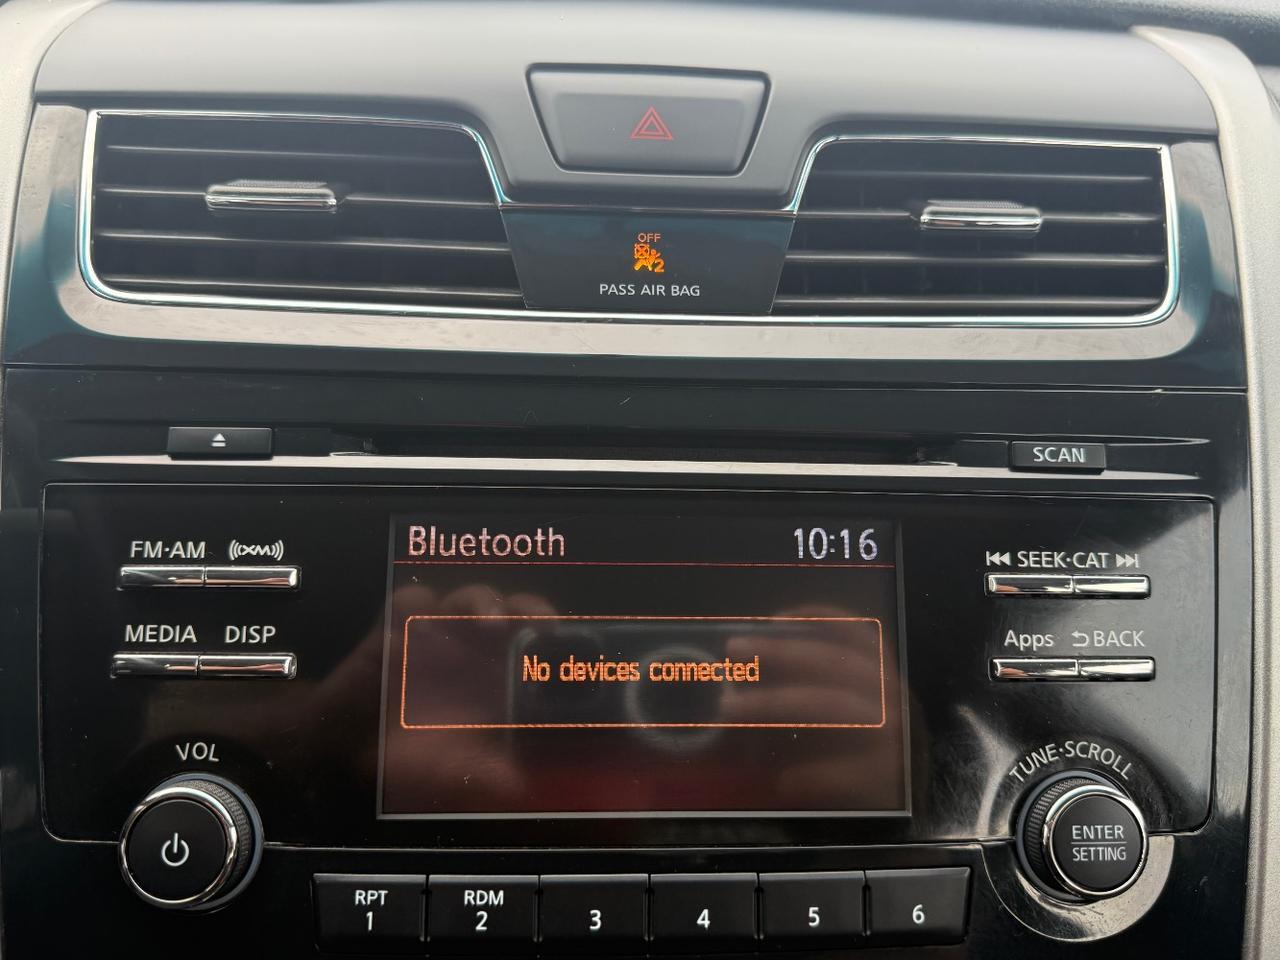 OFF
2
PASS AIR BAG
SCAN
FM·AM XM
MEDIA DISP
VOL
Bluetooth 10:16
No devices connected
SEEK·CAT
Apps BACK
TUNE·SCROLL
ENTER
SETTING
RPT
1
RDM
2
3
4
5
6